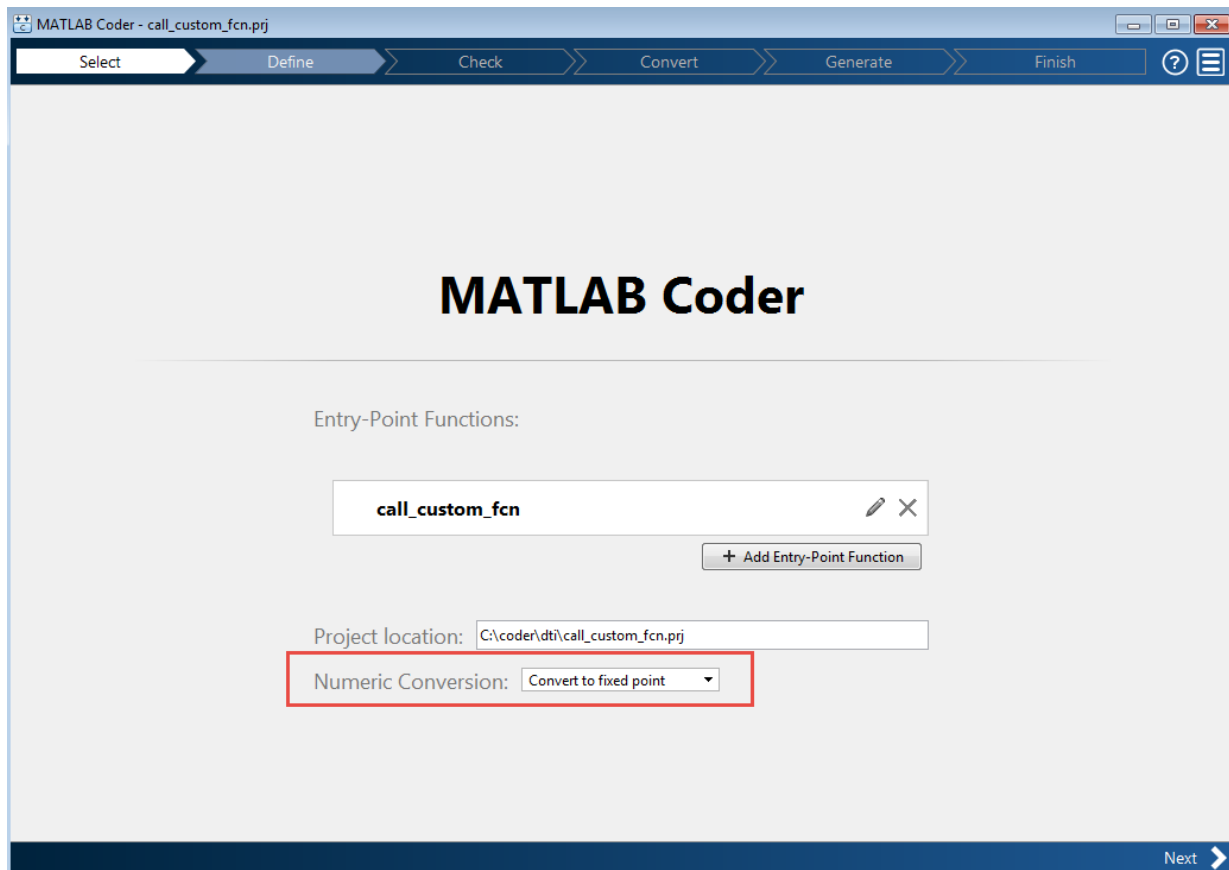 MATLAB Coder - call_custom_fcn.prj
Select Define Check Convert Generate Finish
MATLAB Coder
Entry-Point Functions:
call_custom_fcn
+ Add Entry-Point Function
Project location: C:\coder\dti\call_custom_fcn.prj
Numeric Conversion: Convert to fixed point
Next